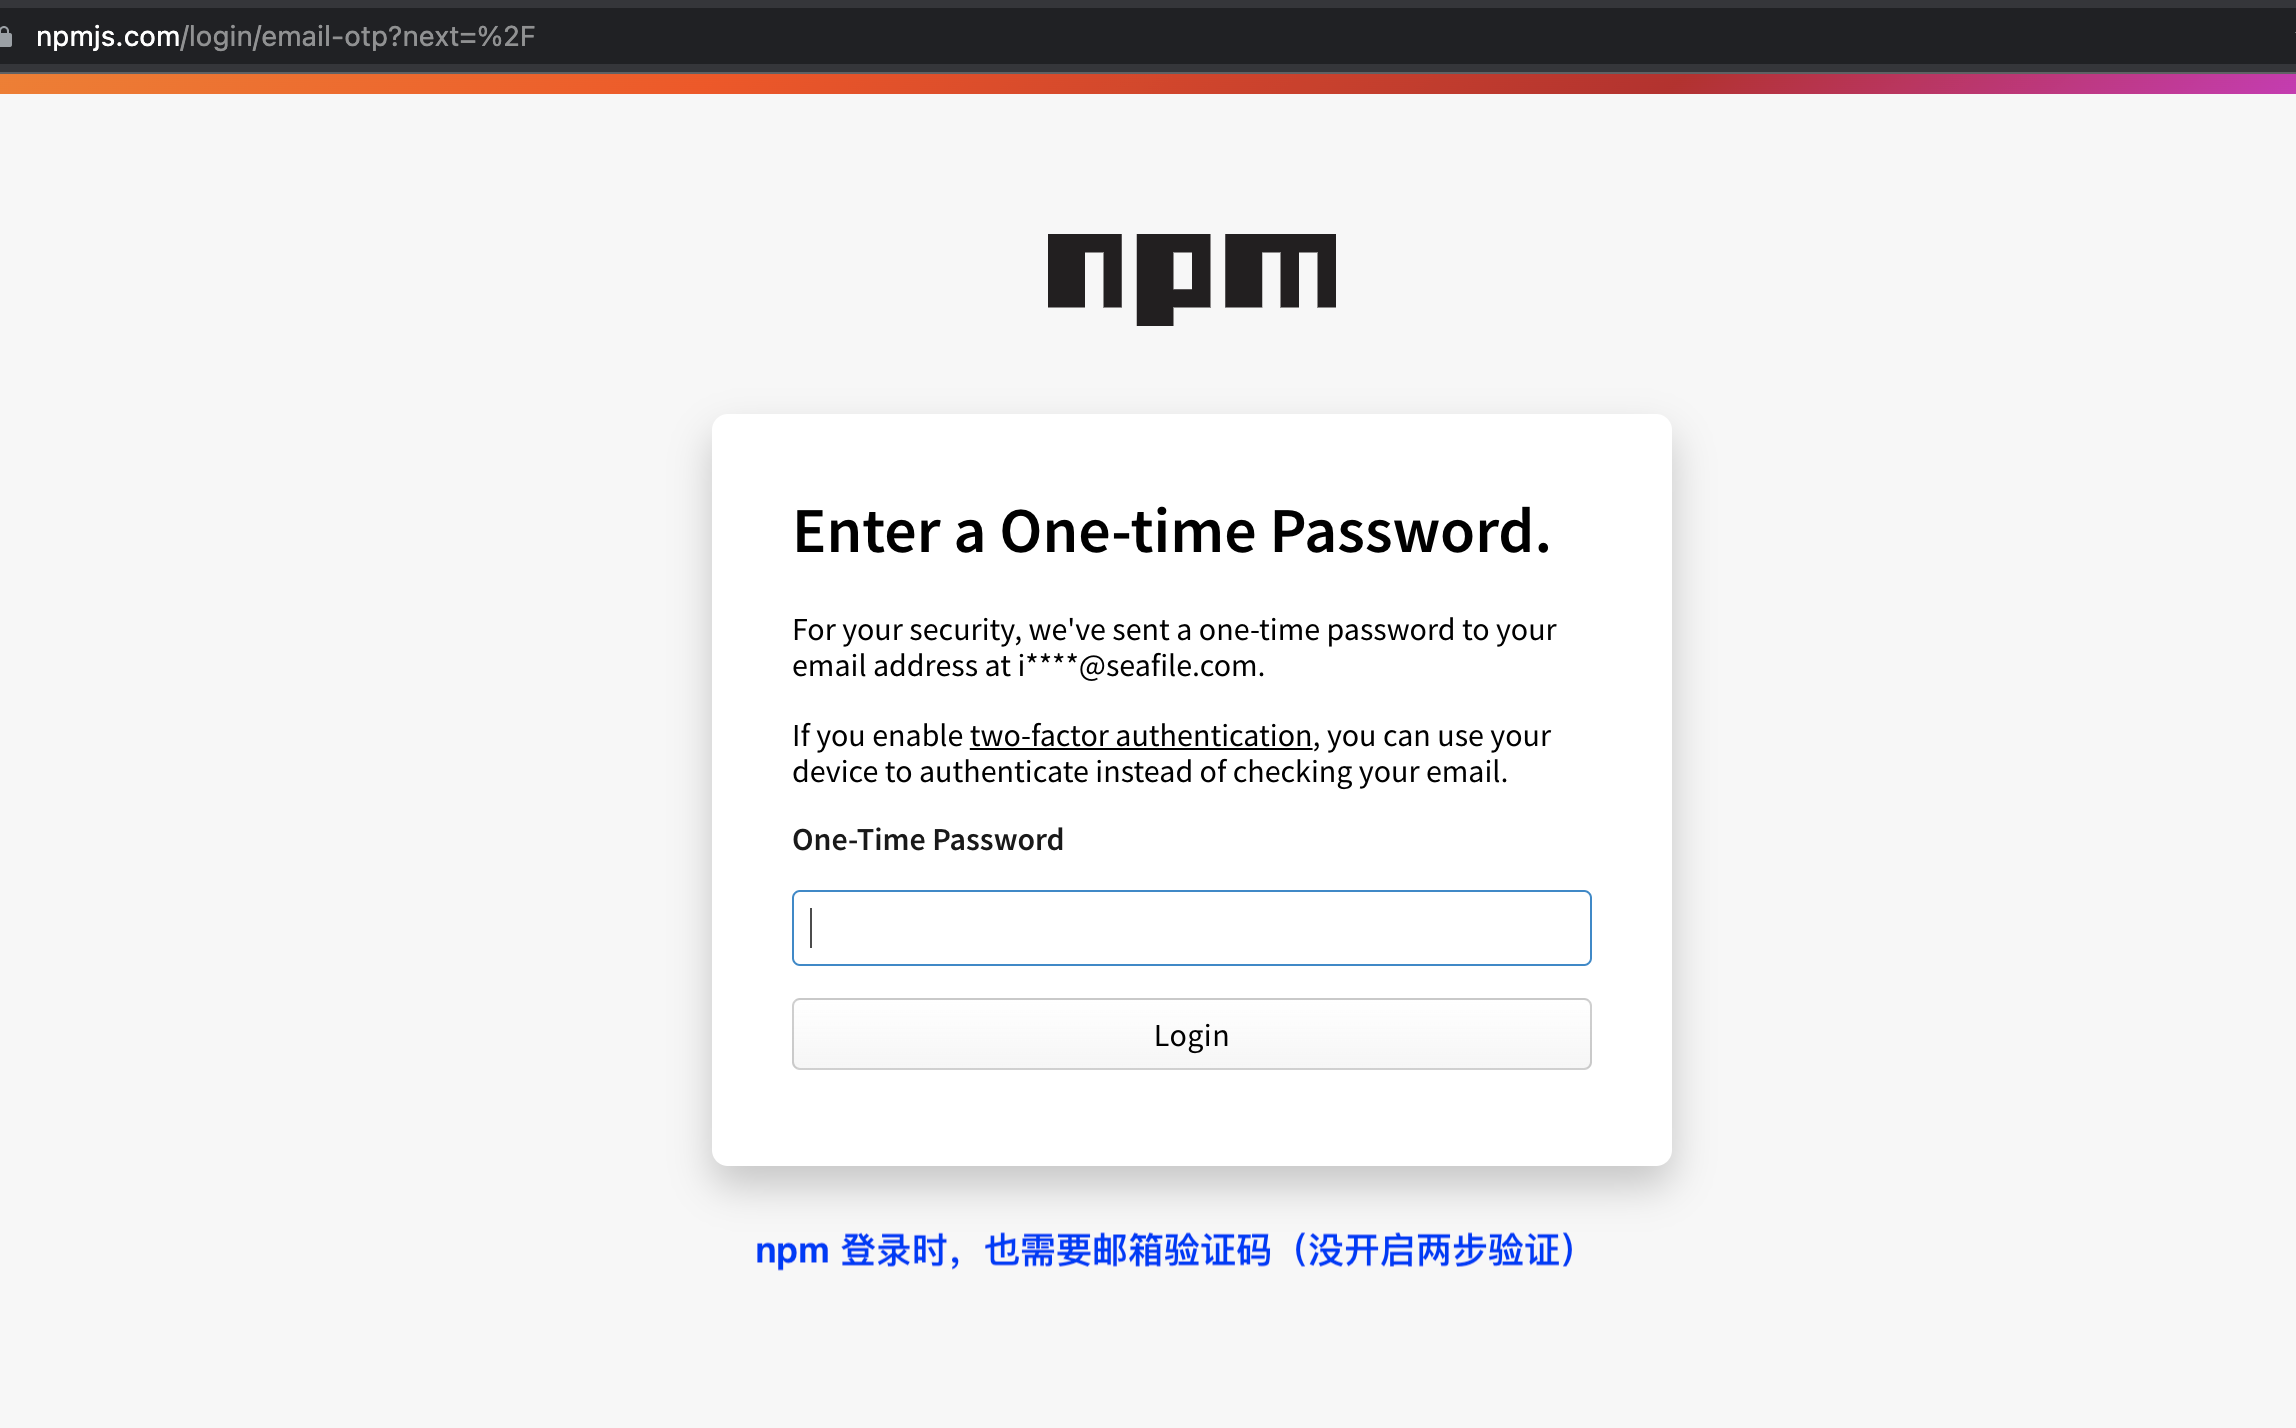 npmjs.com/login/email-otp?next=%2F
npm
Enter a One-time Password.
For your security, we've sent a one-time password to your
email address at i****@seafile.com.
If you enable two-factor authentication, you can use your
device to authenticate instead of checking your email.
One-Time Password
Login
npm 登录时，也需要邮箱验证码（没开启两步验证）